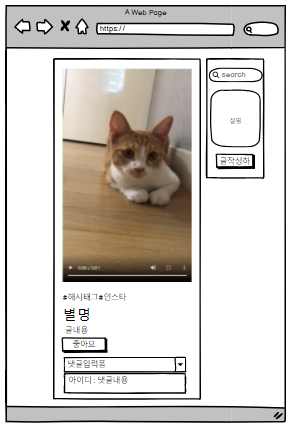 A Web Page
https://
search
설명
글작성하
#해시태그#인스타
별명
글내용
좋아요
댓글입력폼
아이디 : 댓글내용